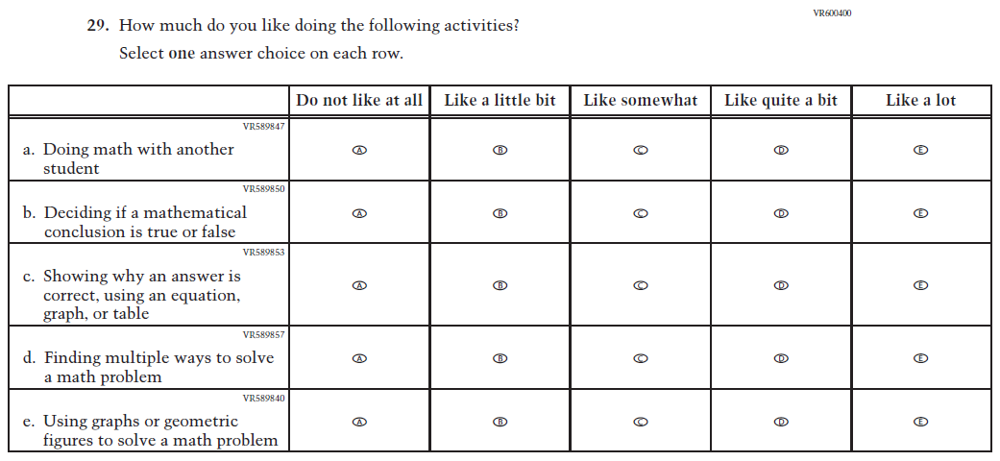 VR600400
29. How much do you like doing the following activities?
Select one answer choice on each row.
Do not like at all Like a little bit Like somewhat Like quite a bit Like a lot
VR589847
a. Doing math with another
student
A B C D E
VR589850
b. Deciding if a mathematical
conclusion is true or false
A B C D E
VR589853
c. Showing why an answer is
correct, using an equation,
graph, or table
A B C D E
VR589857
d. Finding multiple ways to solve
a math problem
A B C D E
VR589840
e. Using graphs or geometric
figures to solve a math problem
A B C D E